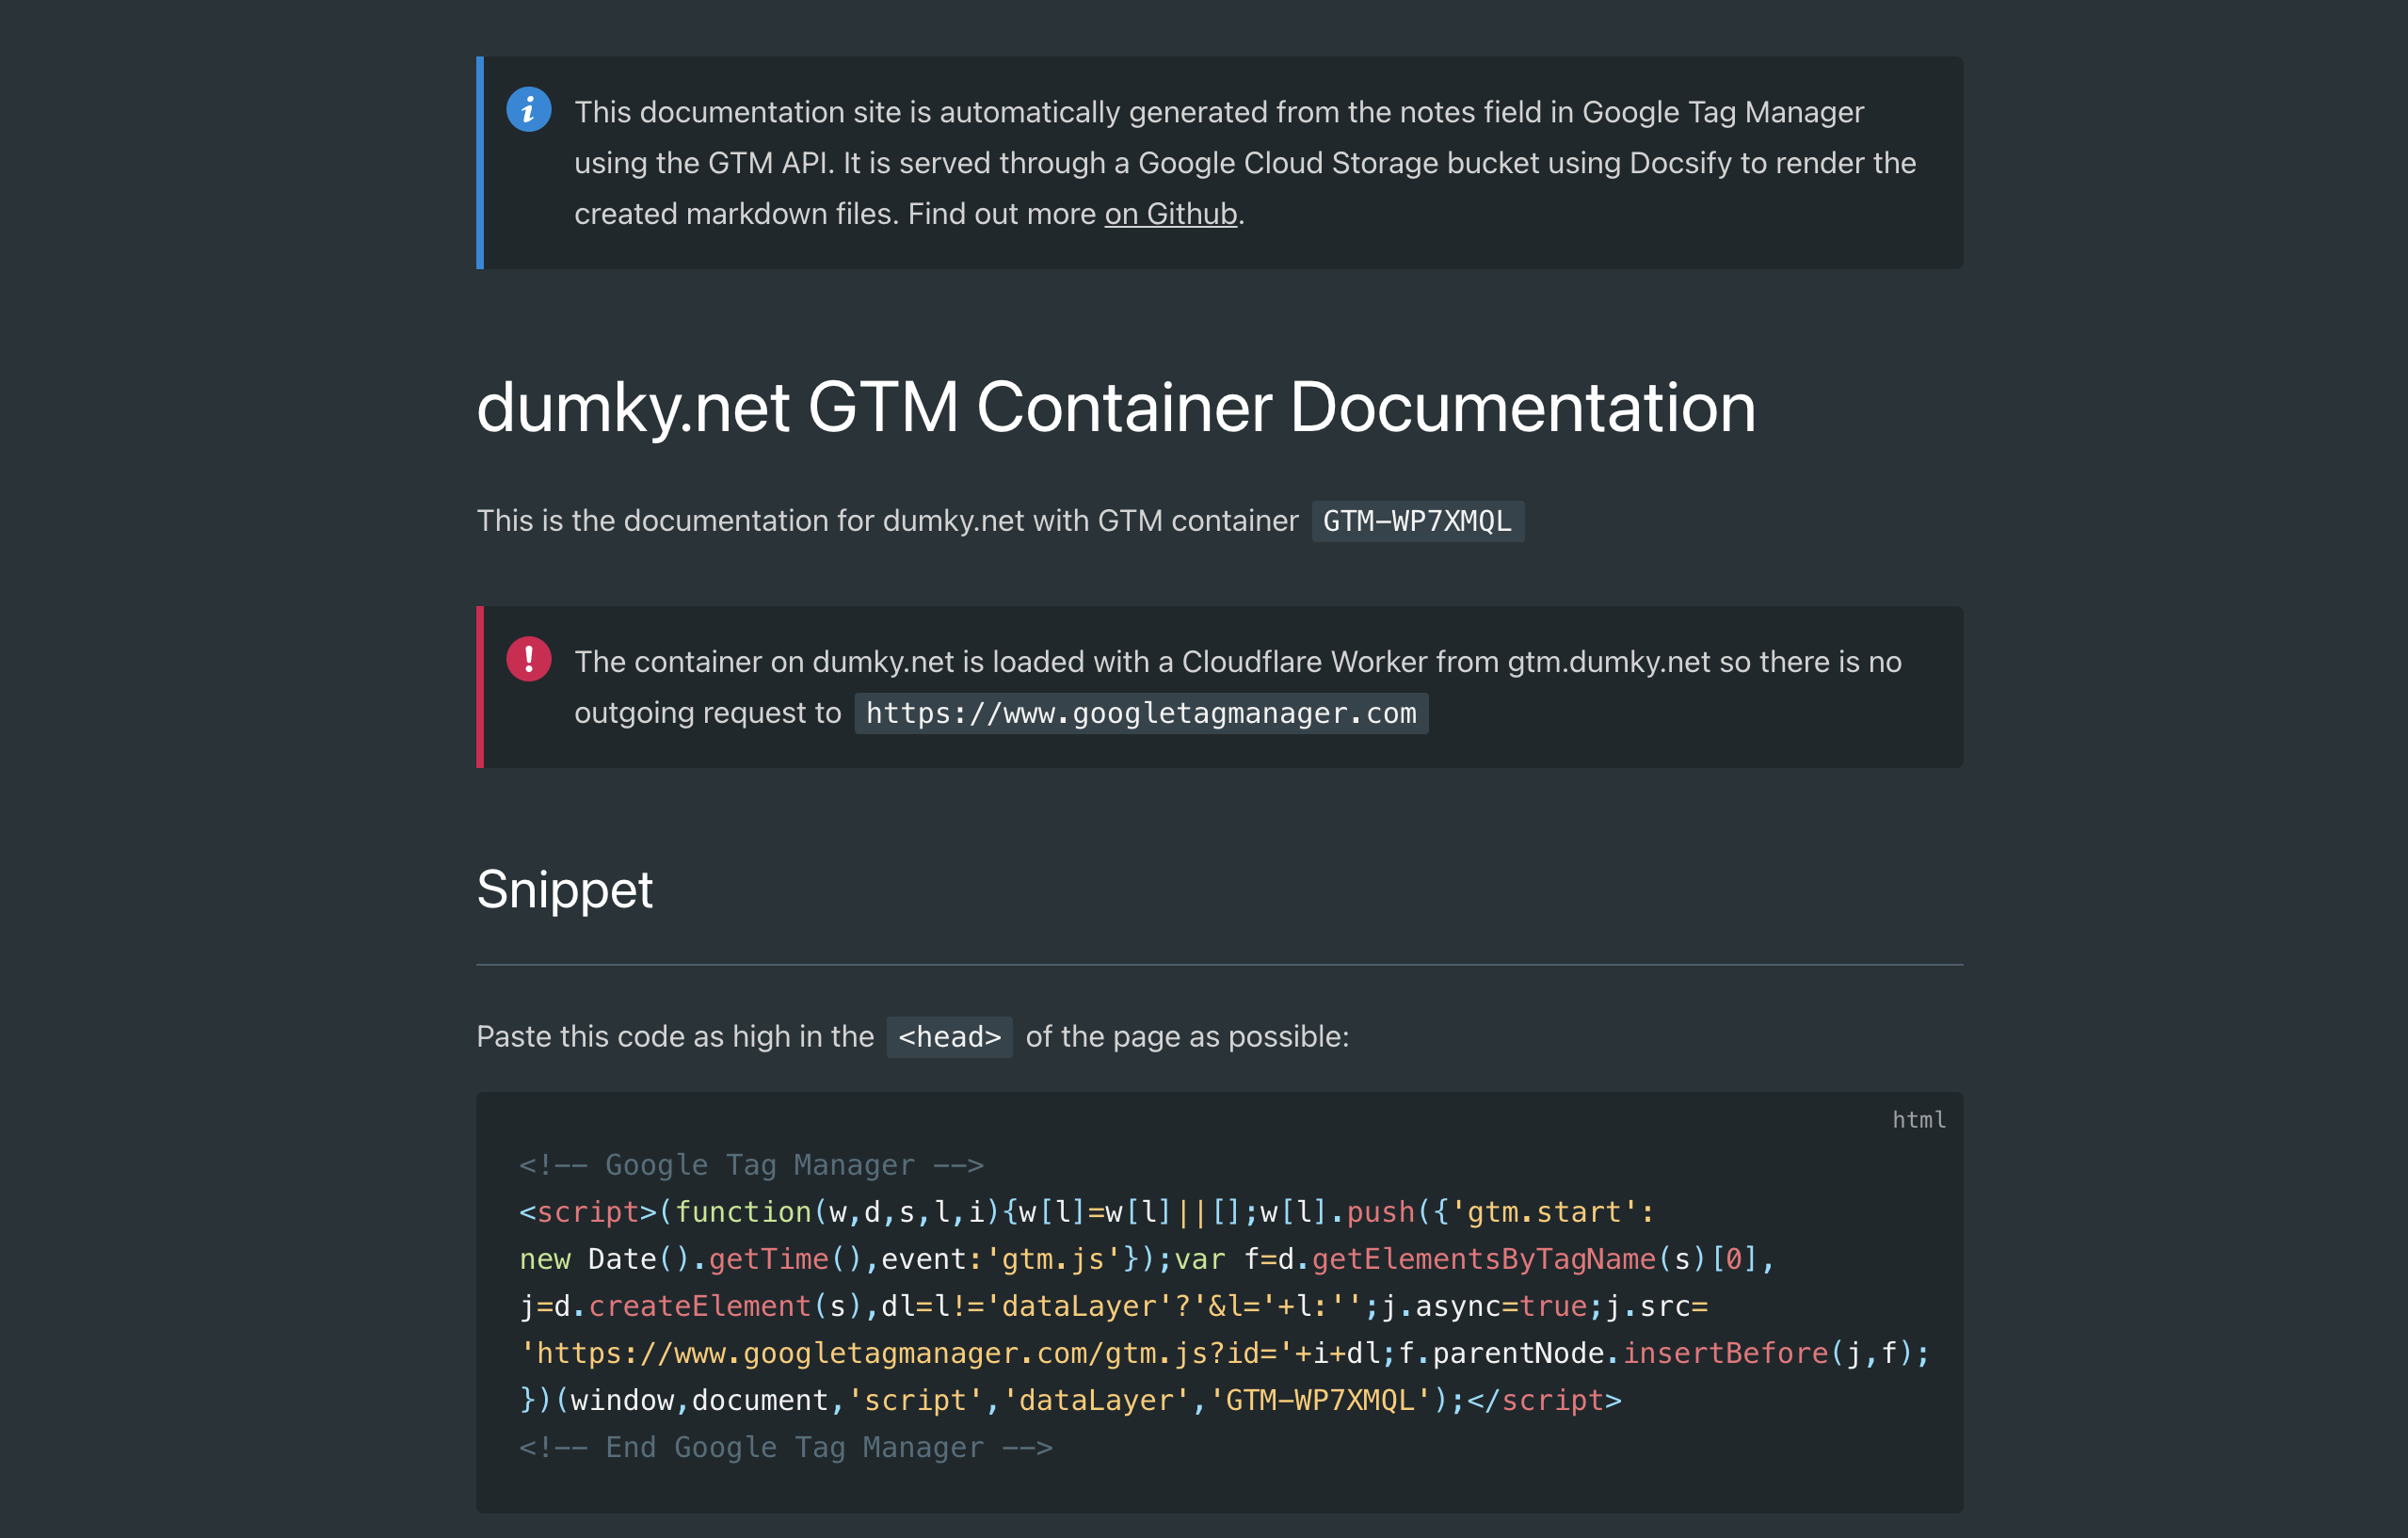 This documentation site is automatically generated from the notes field in Google Tag Manager
using the GTM API. It is served through a Google Cloud Storage bucket using Docsify to render the
created markdown files. Find out more on Github.
dumky.net GTM Container Documentation
This is the documentation for dumky.net with GTM container GTM-WP7XMQL
The container on dumky.net is loaded with a Cloudflare Worker from gtm.dumky.net so there is no
outgoing request to https://www.googletagmanager.com
Snippet
Paste this code as high in the <head> of the page as possible:
html
<!-- Google Tag Manager -->
<script>(function(w,d,s,l,i){w[l]=w[l]||[];w[l].push({'gtm.start':
new Date().getTime(),event:'gtm.js'});var f=d.getElementsByTagName(s)[0],
j=d.createElement(s),dl=l!='dataLayer'?'&l='+l:'';j.async=true;j.src=
'https://www.googletagmanager.com/gtm.js?id='+i+dl;f.parentNode.insertBefore(j,f);
})(window,document,'script','dataLayer','GTM-WP7XMQL');</script>
<!-- End Google Tag Manager -->